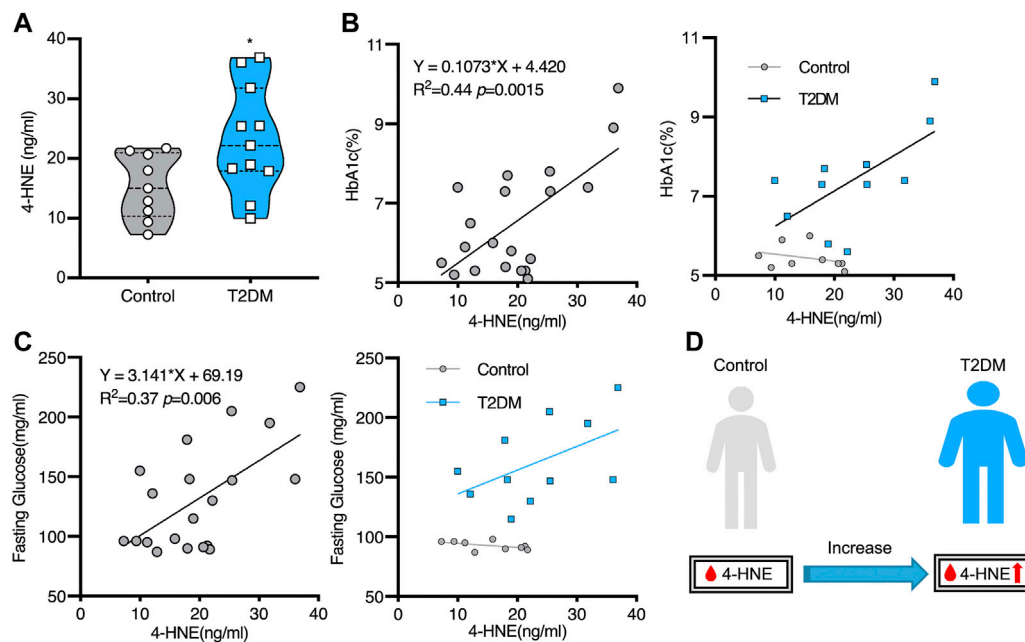 A
4-HNE (ng/ml)
40
30
20
10
0
*
Control
T2DM
B
HbA1c(%)
11
9
7
5
Y = 0.1073*X + 4.420
R2=0.44 p=0.0015
0
10
20
30
40
4-HNE(ng/ml)
HbA1c(%)
11
9
7
5
Control
T2DM
0
10
20
30
40
4-HNE(ng/ml)
C
Fasting Glucose(mg/ml)
250
200
150
100
50
Y = 3.141*X + 69.19
R2=0.37 p=0.006
0
10
20
30
40
4-HNE(ng/ml)
Fasting Glucose(mg/ml)
250
200
150
100
50
Control
T2DM
0
10
20
30
40
4-HNE(ng/ml)
D
Control
T2DM
Increase
4-HNE
4-HNE